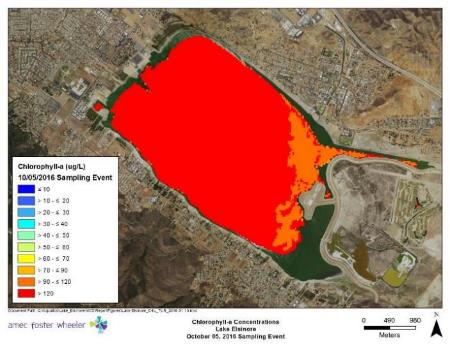 Chlorophyll-a (ug/L)
10/05/2016 Sampling Event
≤ 10
> 10 - ≤ 20
> 20 - ≤ 30
> 30 - ≤ 40
> 40 - ≤ 50
> 50 - ≤ 60
> 60 - ≤ 70
> 70 - ≤ 90
> 90 - ≤ 120
> 120
amec foster wheeler
Chlorophyll-a Concentrations
Lake Elsinore
October 05, 2016 Sampling Event
0 490 980
Meters
N